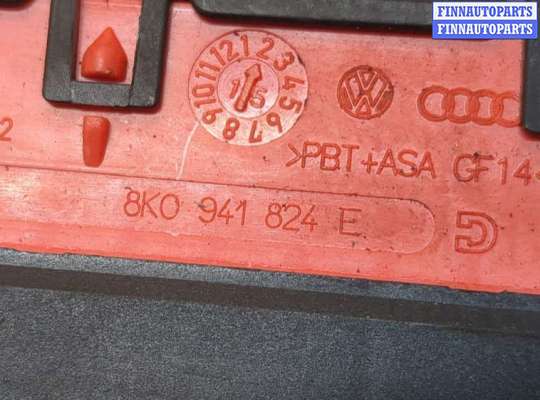 FINNAUTOPARTS
FINNAUTOPARTS
1 2 3 4 5 6 7 8 9 10 11 12
15
2
>PBT+ASA GF14
8K0 941 824 E